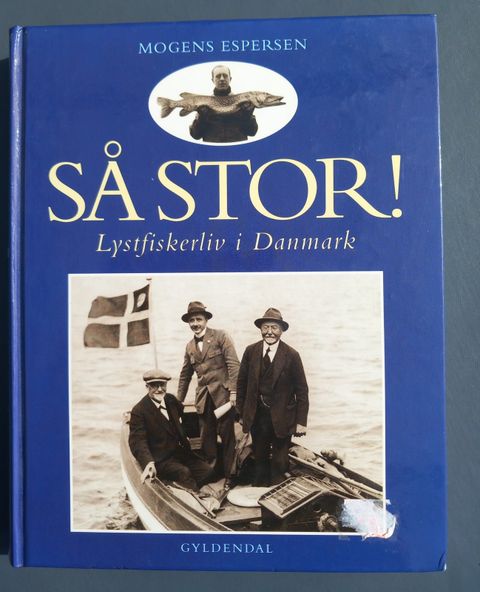 MOGENS ESPERSEN
SÅ STOR!
Lystfiskerliv i Danmark
GYLDENDAL